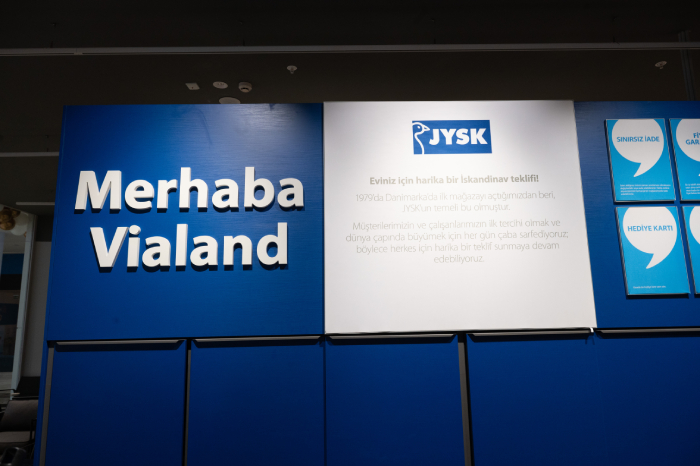 Merhaba
Vialand
JYSK
Eviniz için harika bir İskandinav teklifi!
1979'da Danimarka'da ilk mağazayı açtığımızdan beri,
JYSK'un temeli bu olmuştur.
Müşterilerimizin ve çalışanlarımızın ilk tercihi olmak ve
dünya çapında büyümek için her gün çaba sarfediyoruz;
böylece herkes için harika bir teklif sunmaya devam
edebiliyoruz.
SINIRSIZ İADE
HEDİYE KARTI